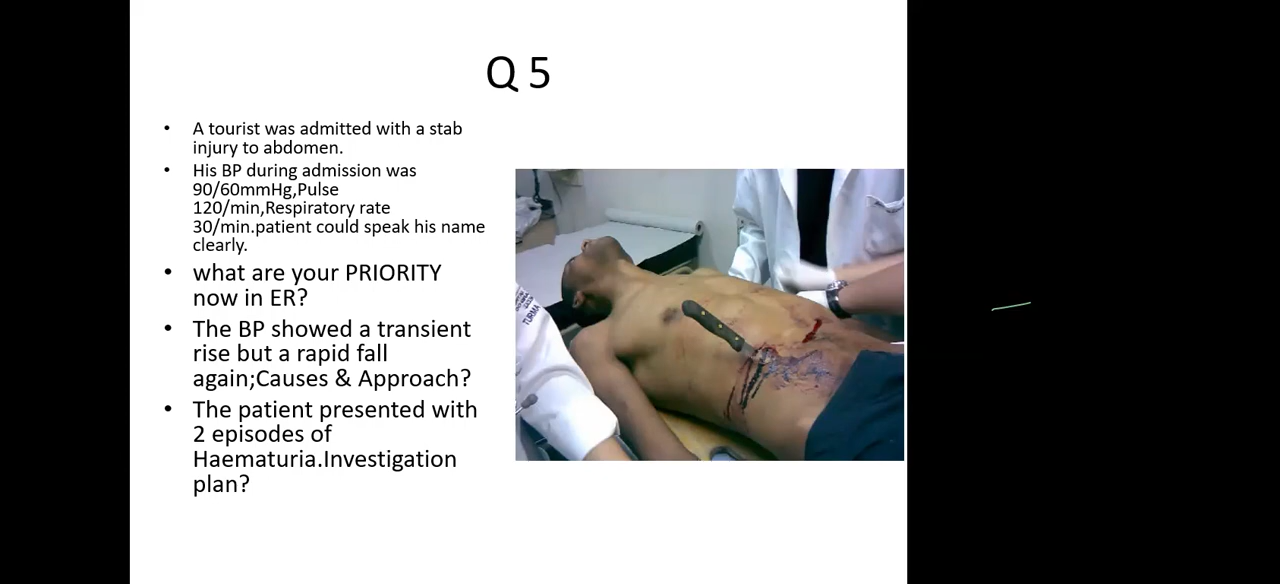 Q 5
• A tourist was admitted with a stab
injury to abdomen.
• His BP during admission was
90/60mmHg,Pulse
120/min,Respiratory rate
30/min.patient could speak his name
clearly.
• what are your PRIORITY
now in ER?
• The BP showed a transient
rise but a rapid fall
again;Causes & Approach?
• The patient presented with
2 episodes of
Haematuria.Investigation
plan?
TURMA